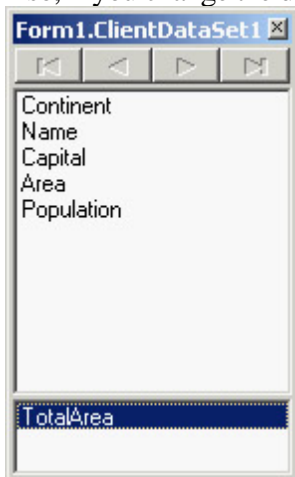 Form1.ClientDataSet1
Continent
Name
Capital
Area
Population
TotalArea